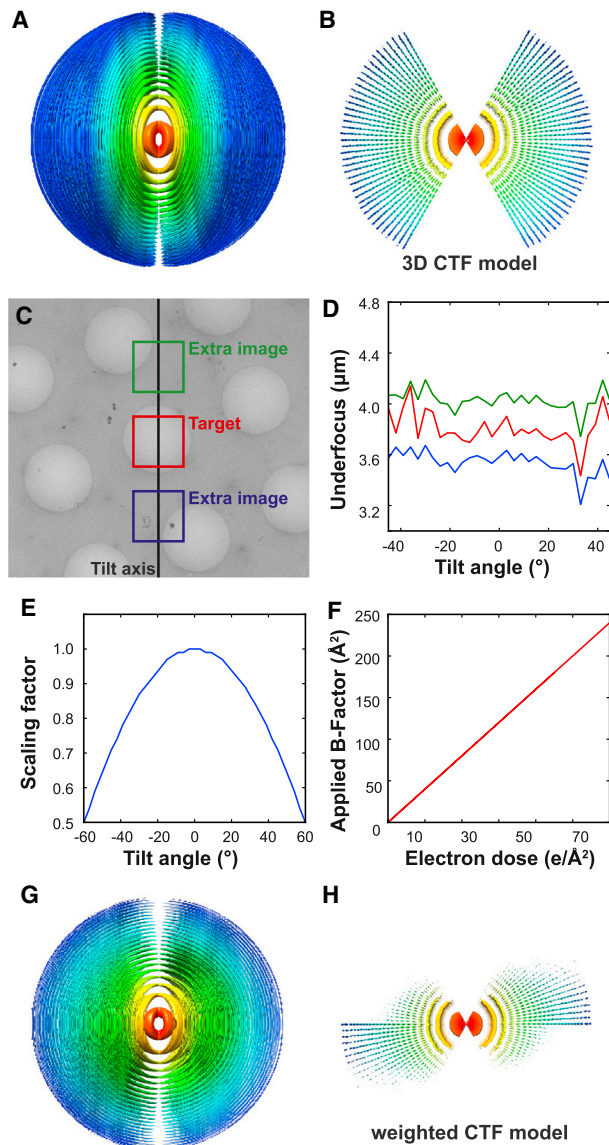 A
B
3D CTF model
C
Extra image
Target
Extra image
Tilt axis
D
Underfocus (μm)
4.8
4.4
4.0
3.6
3.2
-40 -20 0 20 40
Tilt angle (°)
E
Scaling factor
1.0
0.9
0.8
0.7
0.6
0.5
-60 -40 -20 0 20 40 60
Tilt angle (°)
F
Applied B-Factor (Å²)
250
200
150
100
50
0
10 30 50 70
Electron dose (e/Å²)
G
H
weighted CTF model